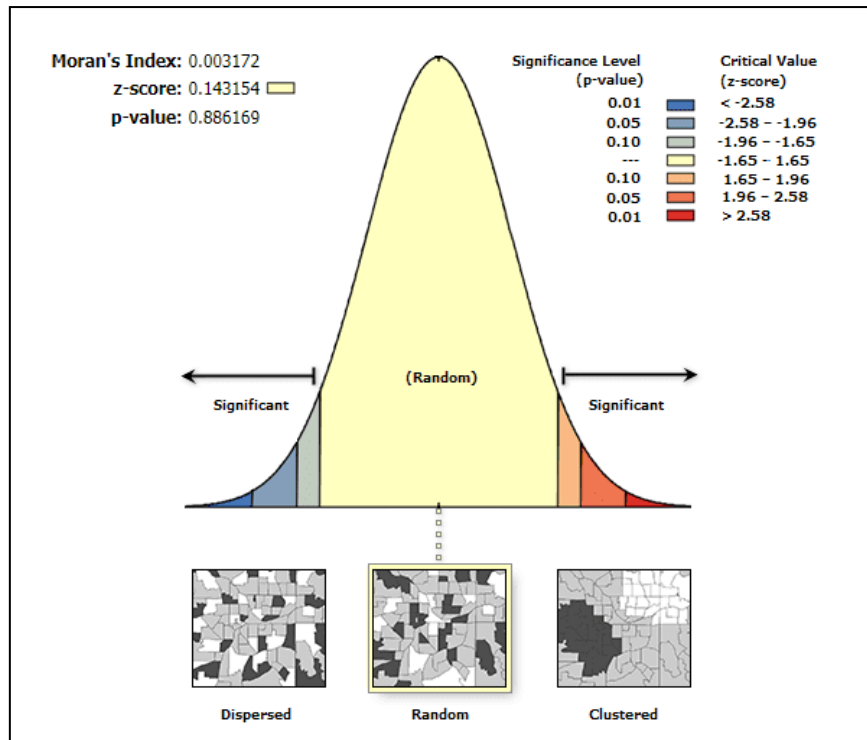 Moran's Index: 0.003172
z-score: 0.143154
p-value: 0.886169
Significance Level
(p-value)
Critical Value
(z-score)
0.01 < -2.58
0.05 -2.58 – -1.96
0.10 -1.96 – -1.65
--- -1.65 – 1.65
0.10 1.65 – 1.96
0.05 1.96 – 2.58
0.01 > 2.58
(Random)
Significant
Significant
Dispersed
Random
Clustered